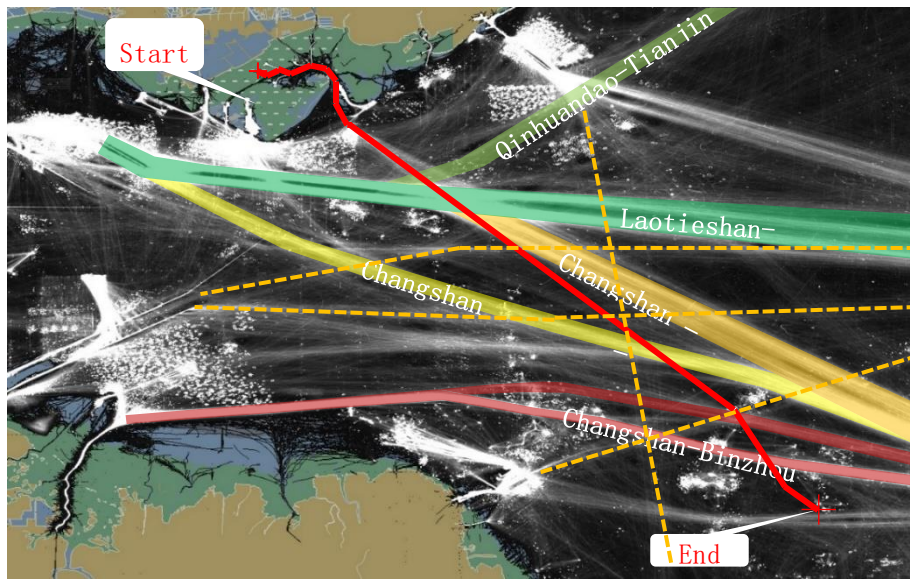 Start
Qinhuandao-Tianjin
Laotieshan-
Changshan
–
Changshan –
Changshan-Binzhou
End